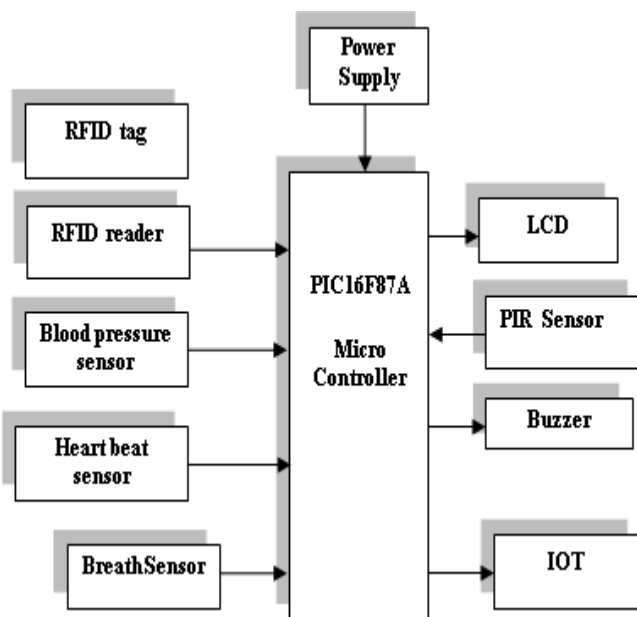 Power
Supply
RFID tag
RFID reader
Blood pressure
sensor
Heart beat
sensor
BreathSensor
PIC16F87A
Micro
Controller
LCD
PIR Sensor
Buzzer
IOT